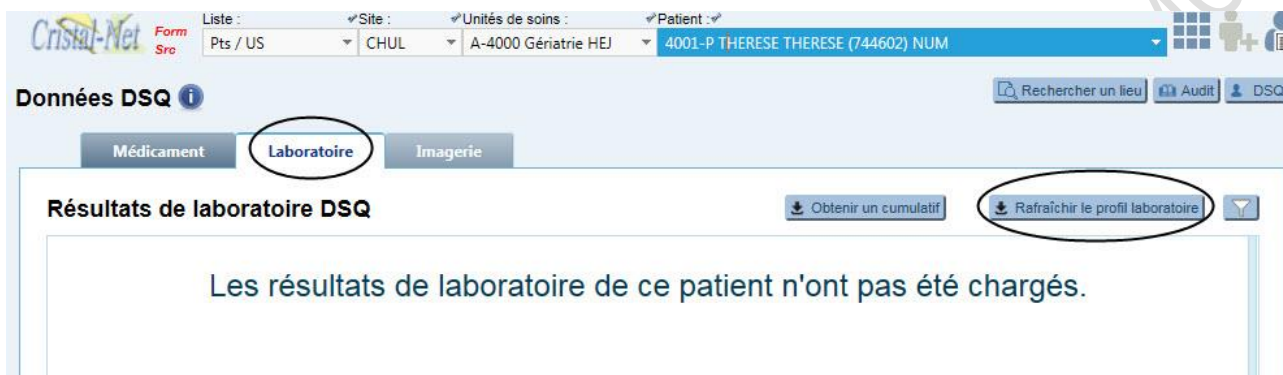 Cristal-Net Form Src
Liste : Site : Unités de soins : Patient :
Pts / US CHUL A-4000 Gériatrie HEJ 4001-P THERESE THERESE (744602) NUM
Données DSQ i
Rechercher un lieu Audit DSQ
Médicament Laboratoire Imagerie
Résultats de laboratoire DSQ
Obtenir un cumulatif Rafraîchir le profil laboratoire
Les résultats de laboratoire de ce patient n'ont pas été chargés.